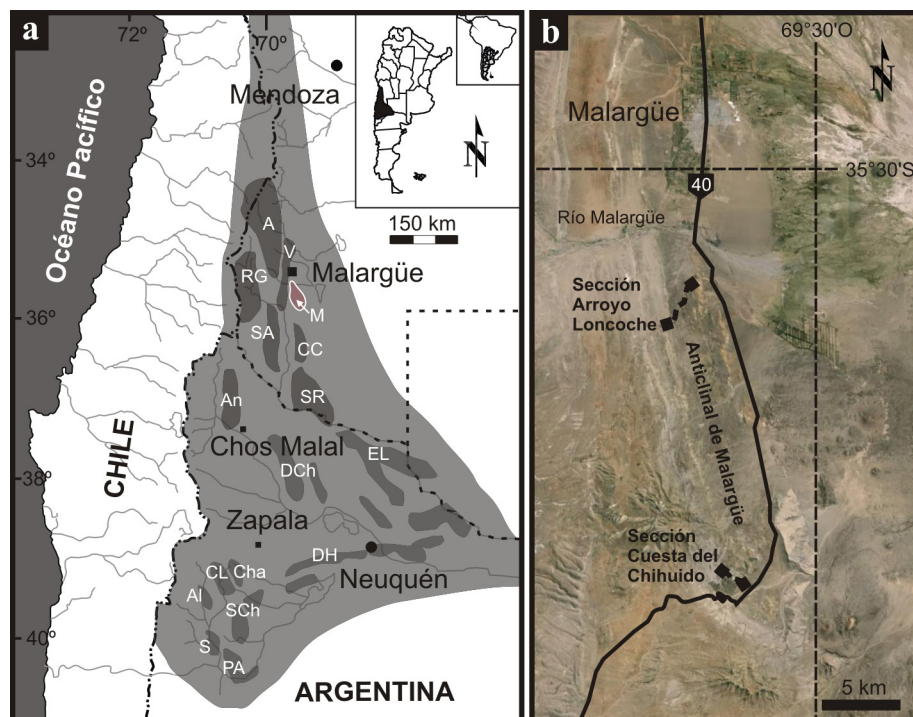 a
72º
70º
Mendoza
N
34º
150 km
Océano Pacífico
A
V
RG
Malargüe
M
36º
SA
CC
SR
An
CHILE
Chos Malal
EL
DCh
38º
Zapala
DH
Neuquén
CL
Cha
Al
SCh
S
PA
40º
ARGENTINA
b
69º30'O
N
Malargüe
35º30'S
40
Río Malargüe
Sección
Arroyo
Loncoche
Anticlinal de Malargüe
Sección
Cuesta del
Chihuido
5 km